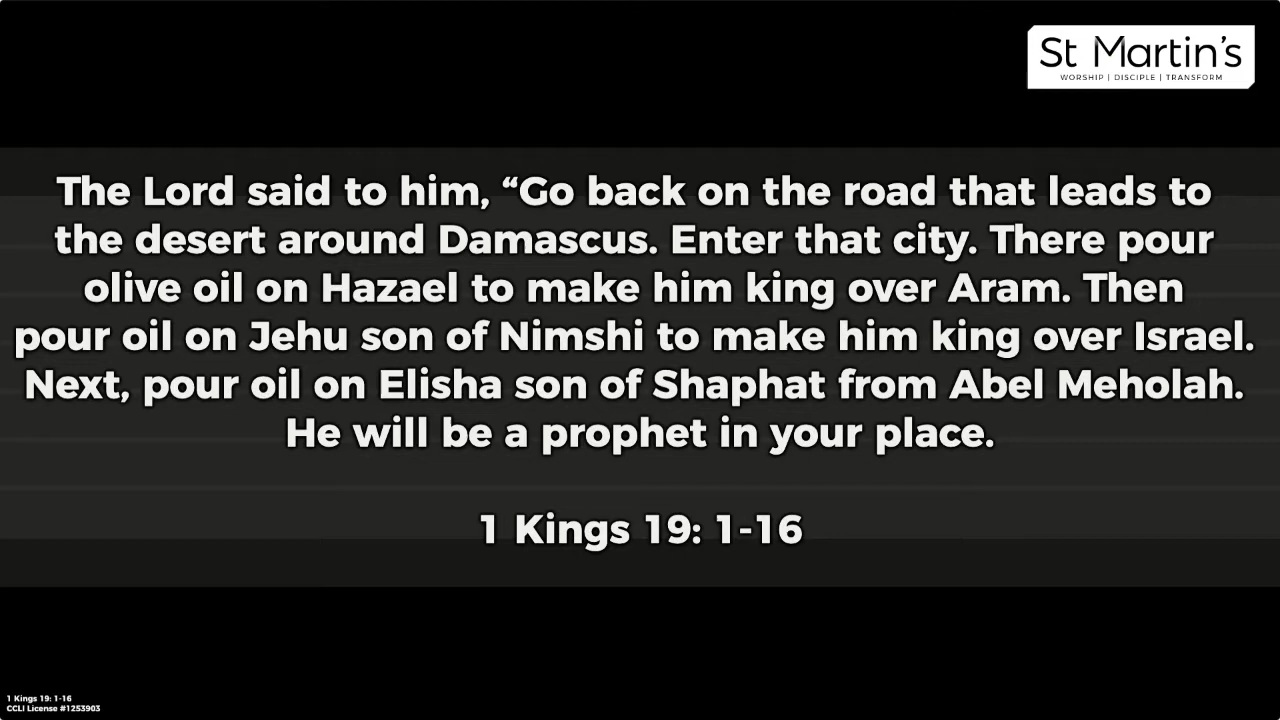 St Martin's
WORSHIP | DISCIPLE | TRANSFORM
The Lord said to him, “Go back on the road that leads to
the desert around Damascus. Enter that city. There pour
olive oil on Hazael to make him king over Aram. Then
pour oil on Jehu son of Nimshi to make him king over Israel.
Next, pour oil on Elisha son of Shaphat from Abel Meholah.
He will be a prophet in your place.
1 Kings 19: 1-16
1 Kings 19: 1-16
CCLI License #1253903